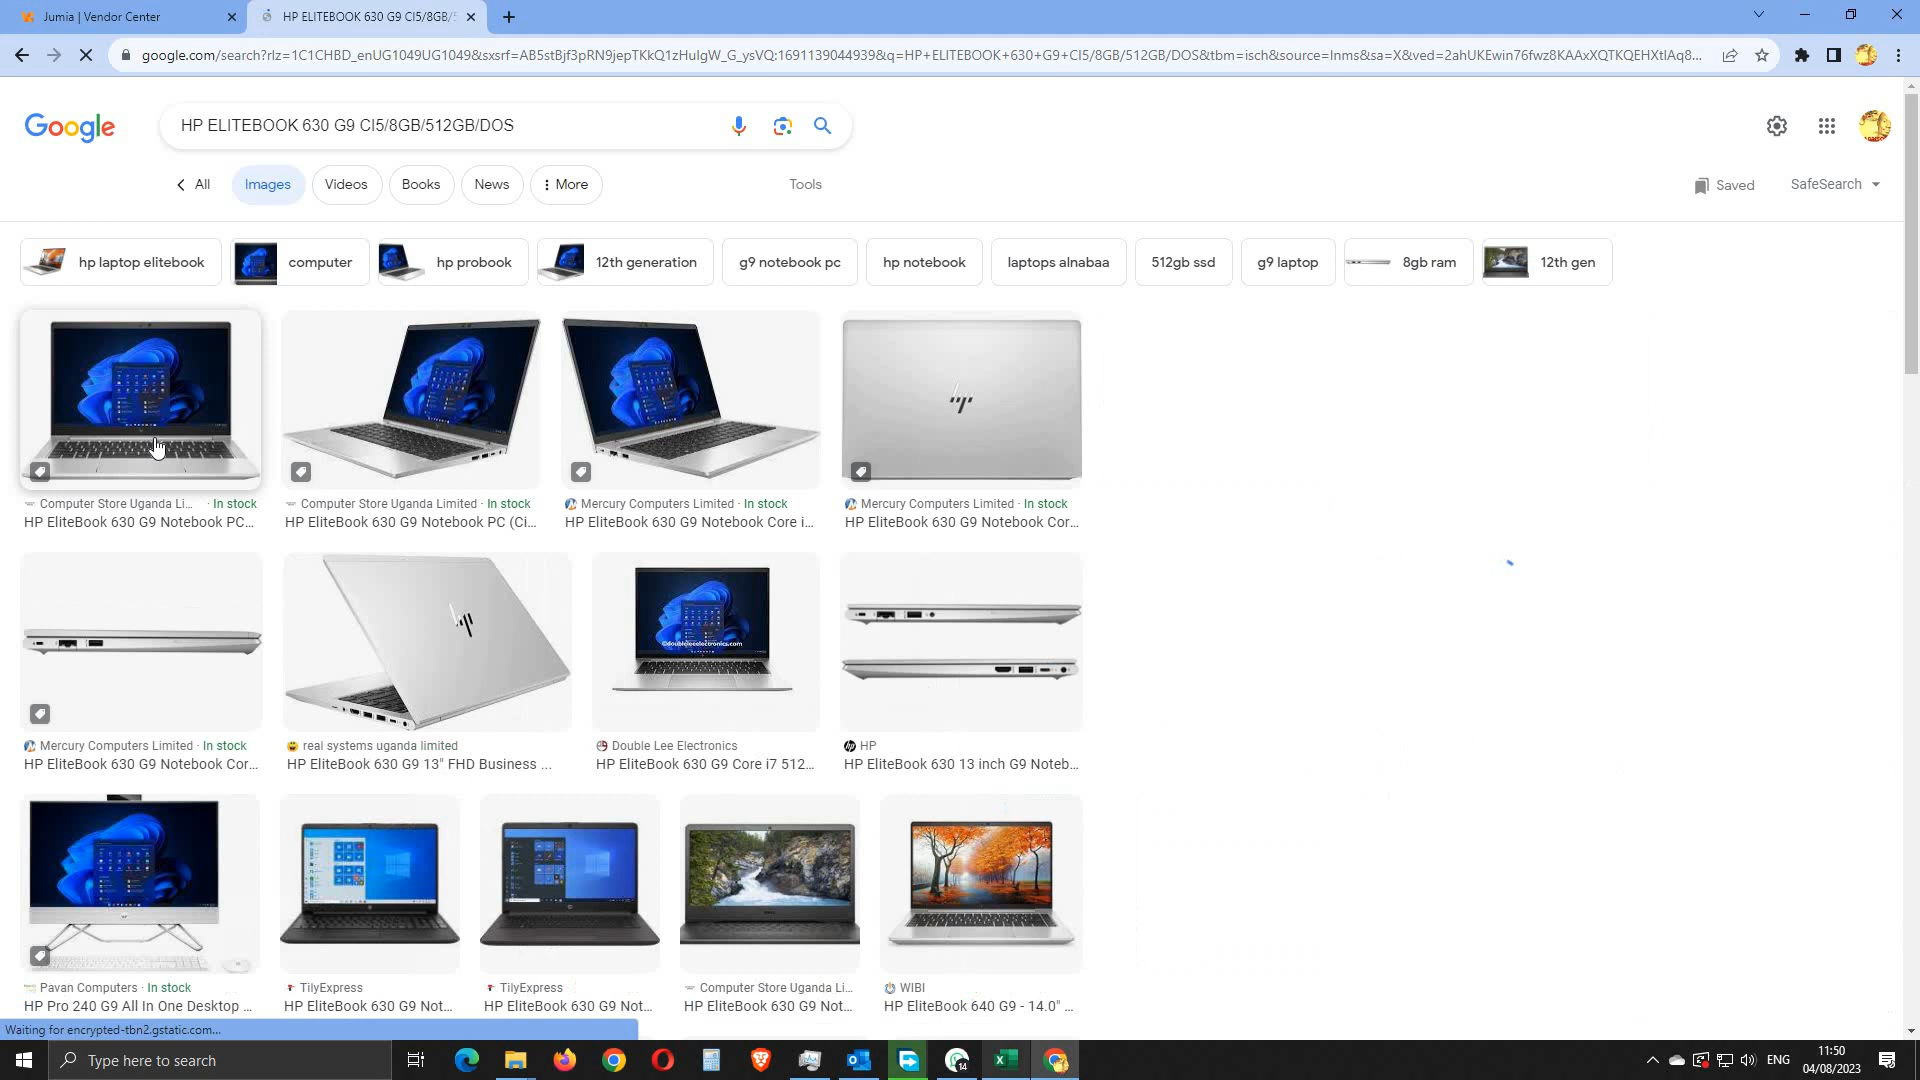 Jumia | Vendor Center
HP ELITEBOOK 630 G9 CI5/8GB/5
google.com/search?rlz=1C1CHBD_enUG1049UG1049&sxsrf=AB5stBjf3pRN9jepTKkQ1zHuIgW_G_ysVQ:1691139044939&q=HP+ELITEBOOK+630+G9+CI5/8GB/512GB/DOS&tbm=isch&source=lnms&sa=X&ved=2ahUKEwin76fwz8KAAxXQTKQEHXtIAq8...
Google
HP ELITEBOOK 630 G9 CI5/8GB/512GB/DOS
All
Images
Videos
Books
News
More
Tools
Saved
SafeSearch
hp laptop elitebook
computer
hp probook
12th generation
g9 notebook pc
hp notebook
laptops alnabaa
512gb ssd
g9 laptop
8gb ram
12th gen
Computer Store Uganda Li... · In stock
HP EliteBook 630 G9 Notebook PC...
Computer Store Uganda Limited · In stock
HP EliteBook 630 G9 Notebook PC (Ci...
Mercury Computers Limited · In stock
HP EliteBook 630 G9 Notebook Core i...
Mercury Computers Limited · In stock
HP EliteBook 630 G9 Notebook Cor...
©doubleleeelectronics.com
Mercury Computers Limited · In stock
HP EliteBook 630 G9 Notebook Cor...
real systems uganda limited
HP EliteBook 630 G9 13" FHD Business ...
Double Lee Electronics
HP EliteBook 630 G9 Core i7 512...
HP
HP EliteBook 630 13 inch G9 Noteb...
Pavan Computers · In stock
HP Pro 240 G9 All In One Desktop ...
TilyExpress
HP EliteBook 630 G9 Not...
TilyExpress
HP EliteBook 630 G9 Not...
Computer Store Uganda Li...
HP EliteBook 630 G9 Not...
WIBI
HP EliteBook 640 G9 - 14.0" ...
Waiting for encrypted-tbn2.gstatic.com...
Type here to search
14
ENG
11:50
04/08/2023